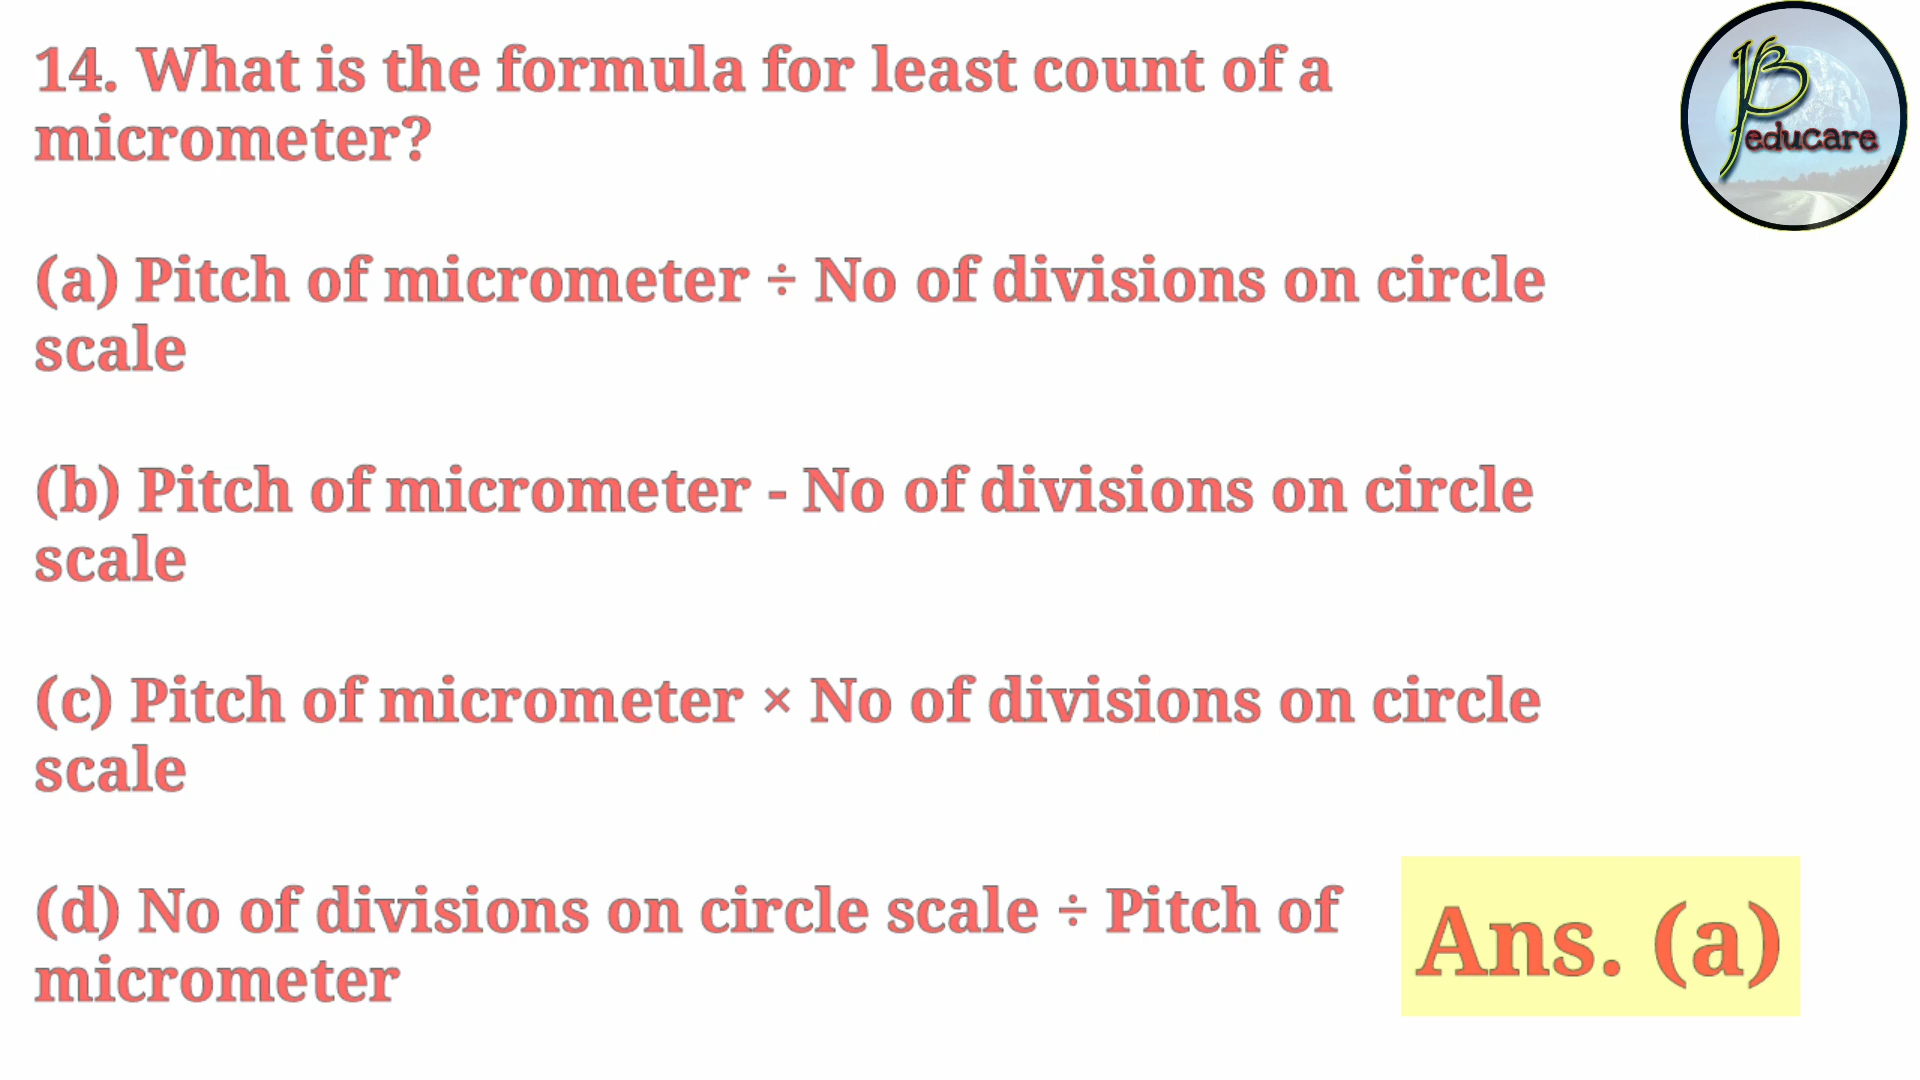 14. What is the formula for least count of a
micrometer?
(a) Pitch of micrometer ÷ No of divisions on circle
scale
(b) Pitch of micrometer - No of divisions on circle
scale
(c) Pitch of micrometer × No of divisions on circle
scale
(d) No of divisions on circle scale ÷ Pitch of
micrometer
Ans. (a)
educare